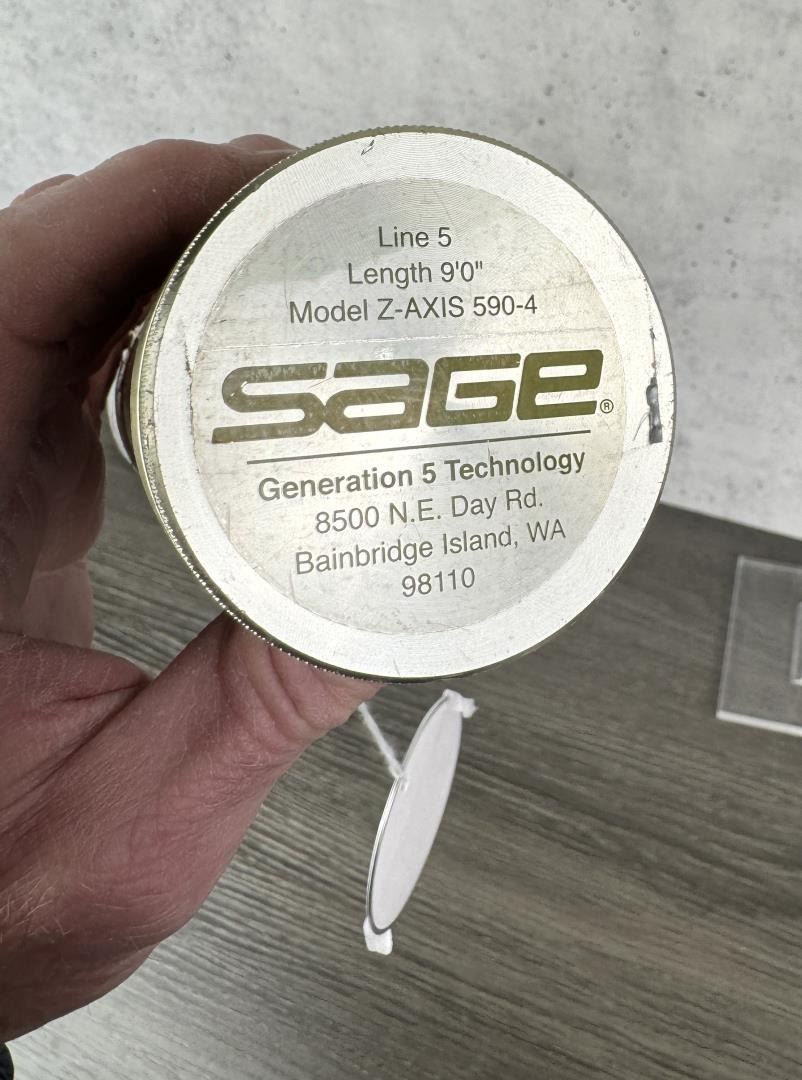 Line 5
Length 9'0"
Model Z-AXIS 590-4
SAGE®
Generation 5 Technology
8500 N.E. Day Rd.
Bainbridge Island, WA
98110